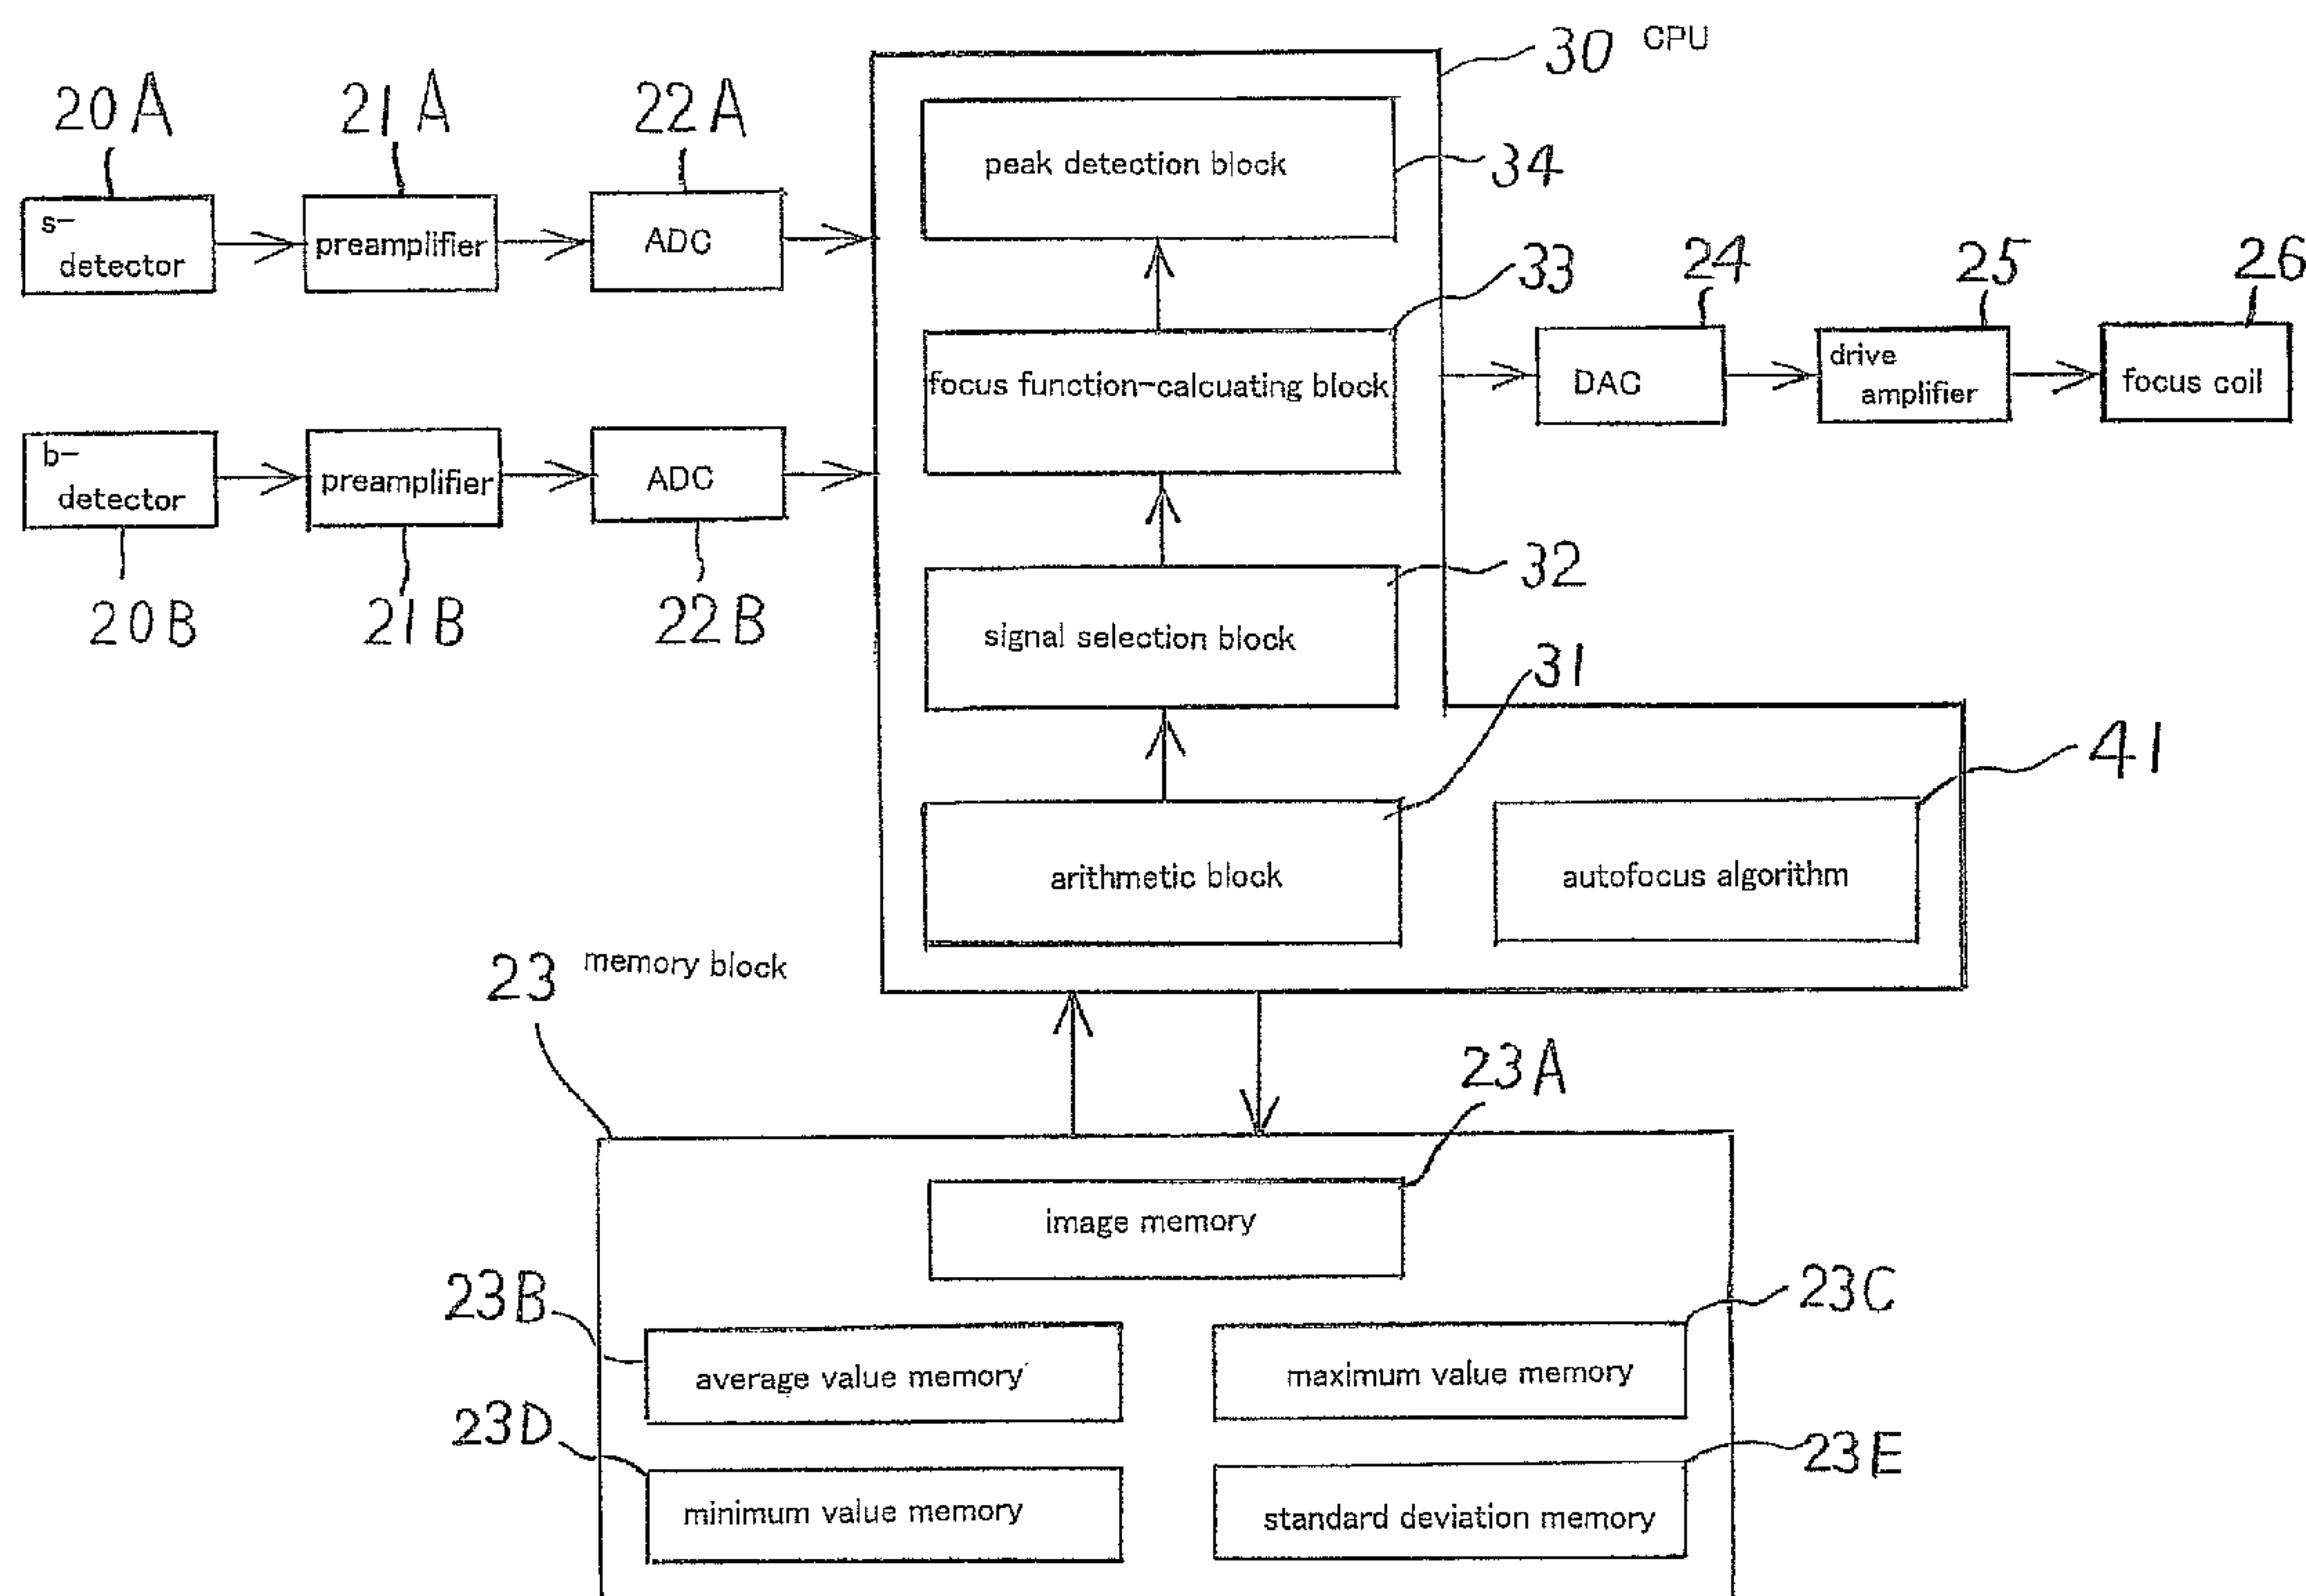 30 CPU
20A
21A
22A
peak detection block
34
s-
detector
preamplifier
ADC
33
24
25
26
focus function-calcuating block
DAC
drive
amplifier
focus coil
b-
detector
preamplifier
ADC
20B
21B
22B
32
signal selection block
31
41
arithmetic block
autofocus algorithm
23 memory block
23A
image memory
23B
23C
average value memory
maximum value memory
23D
23E
minimum value memory
standard deviation memory